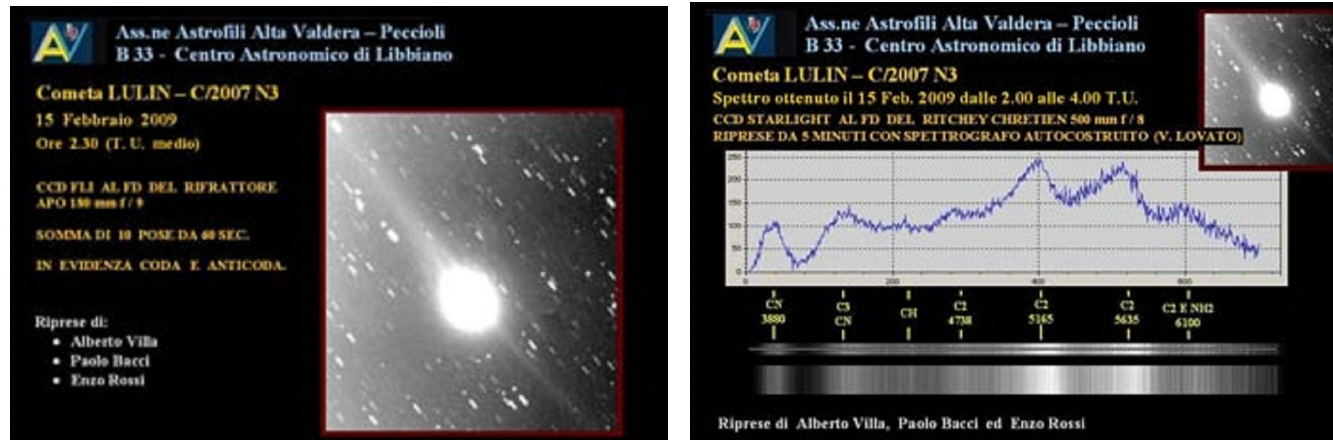 Ass.ne Astrofili Alta Valdera – Peccioli
B 33 - Centro Astronomico di Libbiano
Cometa LULIN – C/2007 N3
15 Febbraio 2009
Ore 2.30 (T. U. medio)
CCD FLI AL FD DEL RIFRATTORE
APO 180 mm f / 9
SOMMA DI 10 POSE DA 60 SEC.
IN EVIDENZA CODA E ANTICODA.
Riprese di:
• Alberto Villa
• Paolo Bacci
• Enzo Rossi
Ass.ne Astrofili Alta Valdera – Peccioli
B 33 - Centro Astronomico di Libbiano
Cometa LULIN – C/2007 N3
Spettro ottenuto il 15 Feb. 2009 dalle 2.00 alle 4.00 T.U.
CCD STARLIGHT AL FD DEL RITCHEY CHRETIEN 500 mm f / 8
RIPRESE DA 5 MINUTI CON SPETTROGRAFO AUTOCOSTRUITO (V. LOVATO)
250
200
150
100
50
0
0 200 400 600
CN C3 CH C2 C2 C2 C2 E NH2
3880 CN 4738 5165 5635 6100
Riprese di Alberto Villa, Paolo Bacci ed Enzo Rossi